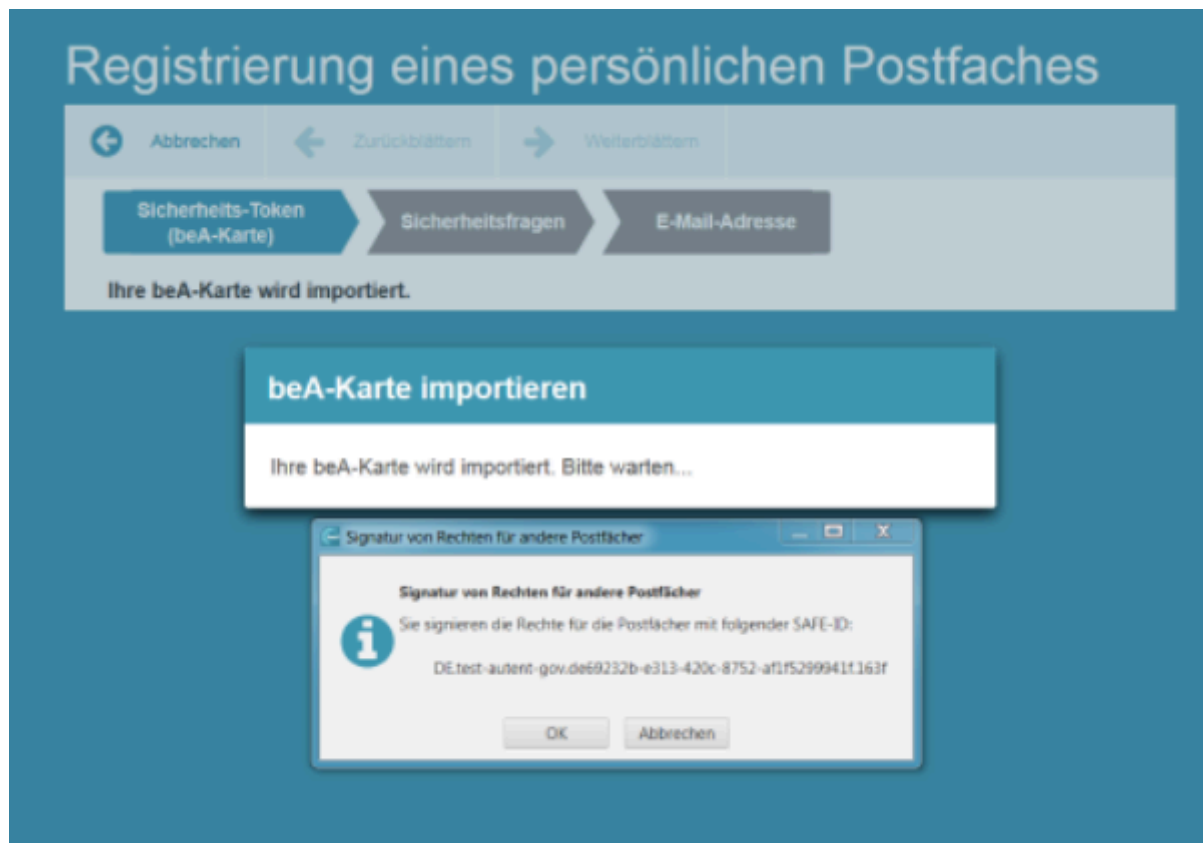 Registrierung eines persönlichen Postfaches
Abbrechen Zurückblättern Weiterblättern
Sicherheits-Token
(beA-Karte)
Sicherheitsfragen
E-Mail-Adresse
Ihre beA-Karte wird importiert.
beA-Karte importieren
Ihre beA-Karte wird importiert. Bitte warten...
Signatur von Rechten für andere Postfächer
Signatur von Rechten für andere Postfächer
Sie signieren die Rechte für die Postfächer mit folgender SAFE-ID:
DE.test-autent-gov.de69232b-e313-420c-8752-af1f5299941f.163f
OK Abbrechen